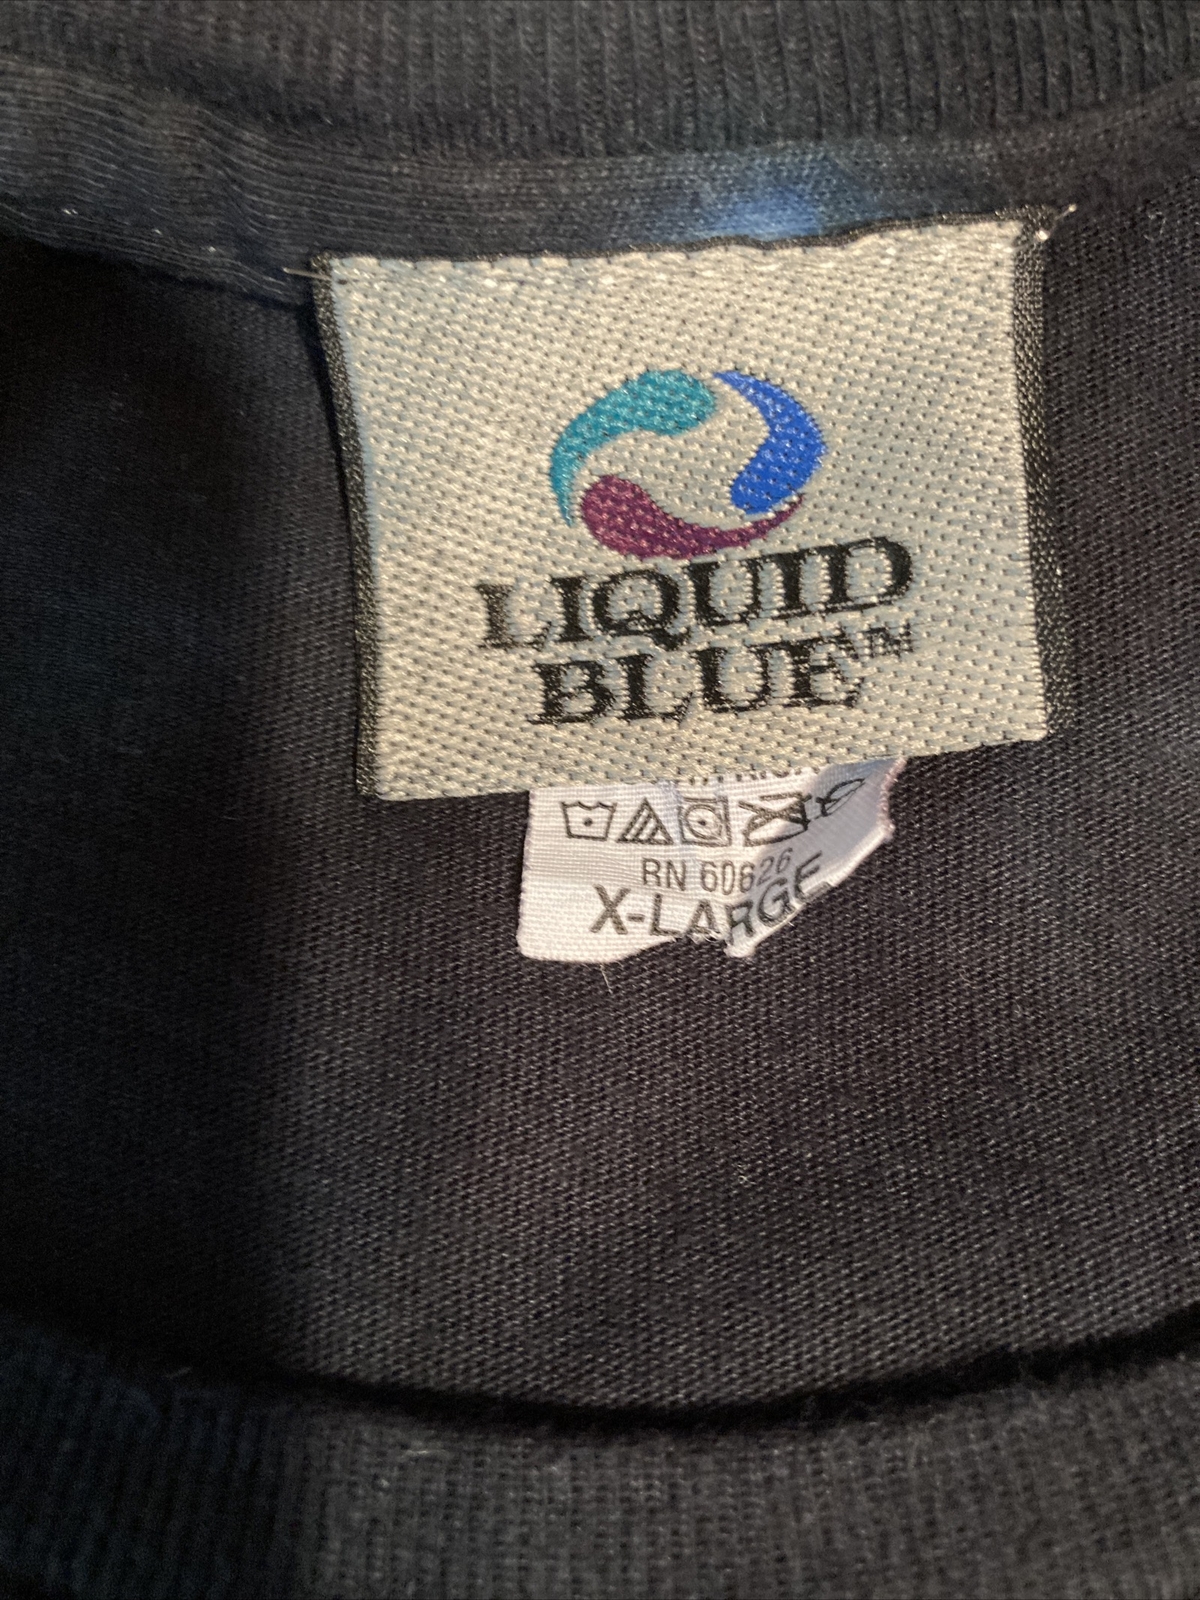 LIQUID
BLUE™
RN 60626
X-LARGE